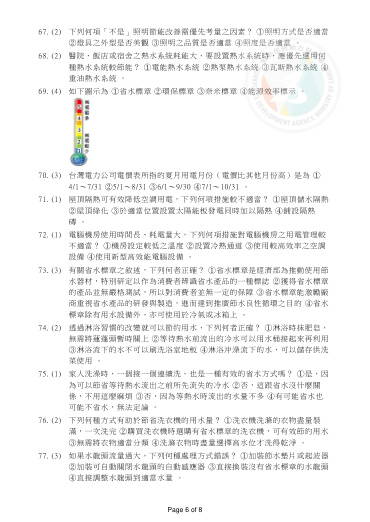 67. (2) 下列何項「不是」照明節能改善需優先考量之因素？ ①照明方式是否適當
②燈具之外型是否美觀 ③照明之品質是否適當 ④照度是否適當 。
68. (2) 醫院、飯店或宿舍之熱水系統耗能大，要設置熱水系統時，應優先選用何
種熱水系統較節能？ ①電能熱水系統 ②熱泵熱水系統 ③瓦斯熱水系統 ④
重油熱水系統 。
69. (4) 如下圖示為 ①省水標章 ②環保標章 ③奈米標章 ④能源效率標示 。
70. (3) 台灣電力公司電價表所指的夏月用電月份（電價比其他月份高）是為 ①
4/1～7/31 ②5/1～8/31 ③6/1～9/30 ④7/1～10/31 。
71. (1) 屋頂隔熱可有效降低空調用電，下列何項措施較不適當？ ①屋頂儲水隔熱
②屋頂綠化 ③於適當位置設置太陽能板發電同時加以隔熱 ④鋪設隔熱
磚 。
72. (1) 電腦機房使用時間長、耗電量大，下列何項措施對電腦機房之用電管理較
不適當？ ①機房設定較低之溫度 ②設置冷熱通道 ③使用較高效率之空調
設備 ④使用新型高效能電腦設備 。
73. (3) 有關省水標章之敘述，下列何者正確？ ①省水標章是經濟部為推動使用節
水器材，特別研定以作為消費者辨識省水產品的一種標誌 ②獲得省水標章
的產品並無嚴格測試，所以對消費者並無一定的保障 ③省水標章能激勵廠
商重視省水產品的研發與製造，進而達到推廣節水良性循環之目的 ④省水
標章除有用水設備外，亦可使用於冷氣或冰箱上 。
74. (2) 透過淋浴習慣的改變就可以節約用水，下列何者正確？ ①淋浴時抹肥皂，
無需將蓮蓬頭暫時關上 ②等待熱水前流出的冷水可以用水桶接起來再利用
③淋浴流下的水不可以刷洗浴室地板 ④淋浴沖澡流下的水，可以儲存供洗
菜使用 。
75. (1) 家人洗澡時，一個接一個連續洗，也是一種有效的省水方式嗎？ ①是，因
為可以節省等待熱水流出之前所先流失的冷水 ②否，這跟省水沒什麼關
係，不用這麼麻煩 ③否，因為等熱水時流出的水量不多 ④有可能省水也
可能不省水，無法定論 。
76. (2) 下列何種方式有助於節省洗衣機的用水量？ ①洗衣機洗滌的衣物盡量裝
滿，一次洗完 ②購買洗衣機時選購有省水標章的洗衣機，可有效節約用水
③無需將衣物適當分類 ④洗滌衣物時盡量選擇高水位才洗得乾淨 。
77. (3) 如果水龍頭流量過大，下列何種處理方式錯誤？ ①加裝節水墊片或起波器
②加裝可自動關閉水龍頭的自動感應器 ③直接換裝沒有省水標章的水龍頭
④直接調整水龍頭到適當水量 。
Page 6 of 8